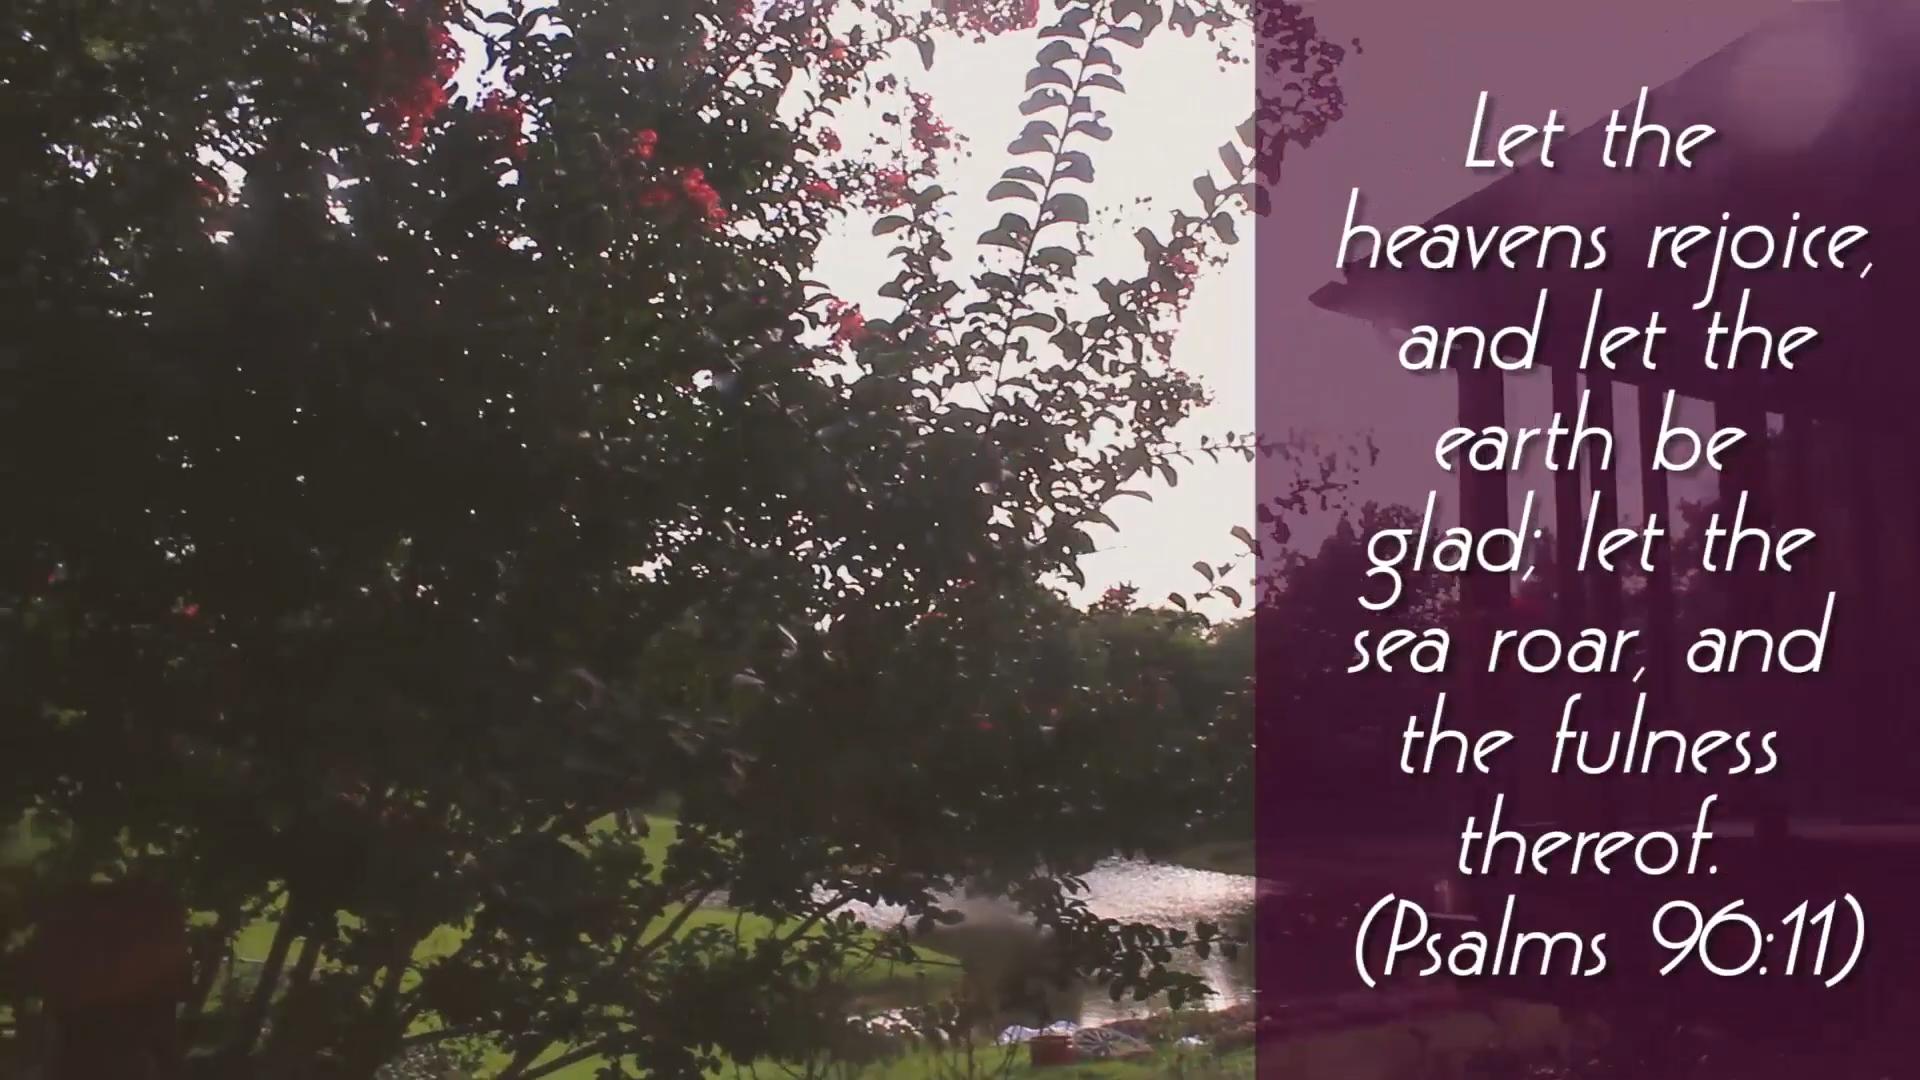 Let the
heavens rejoice,
and let the
earth be
glad; let the
sea roar, and
the fulness
thereof.
(Psalms 96:11)